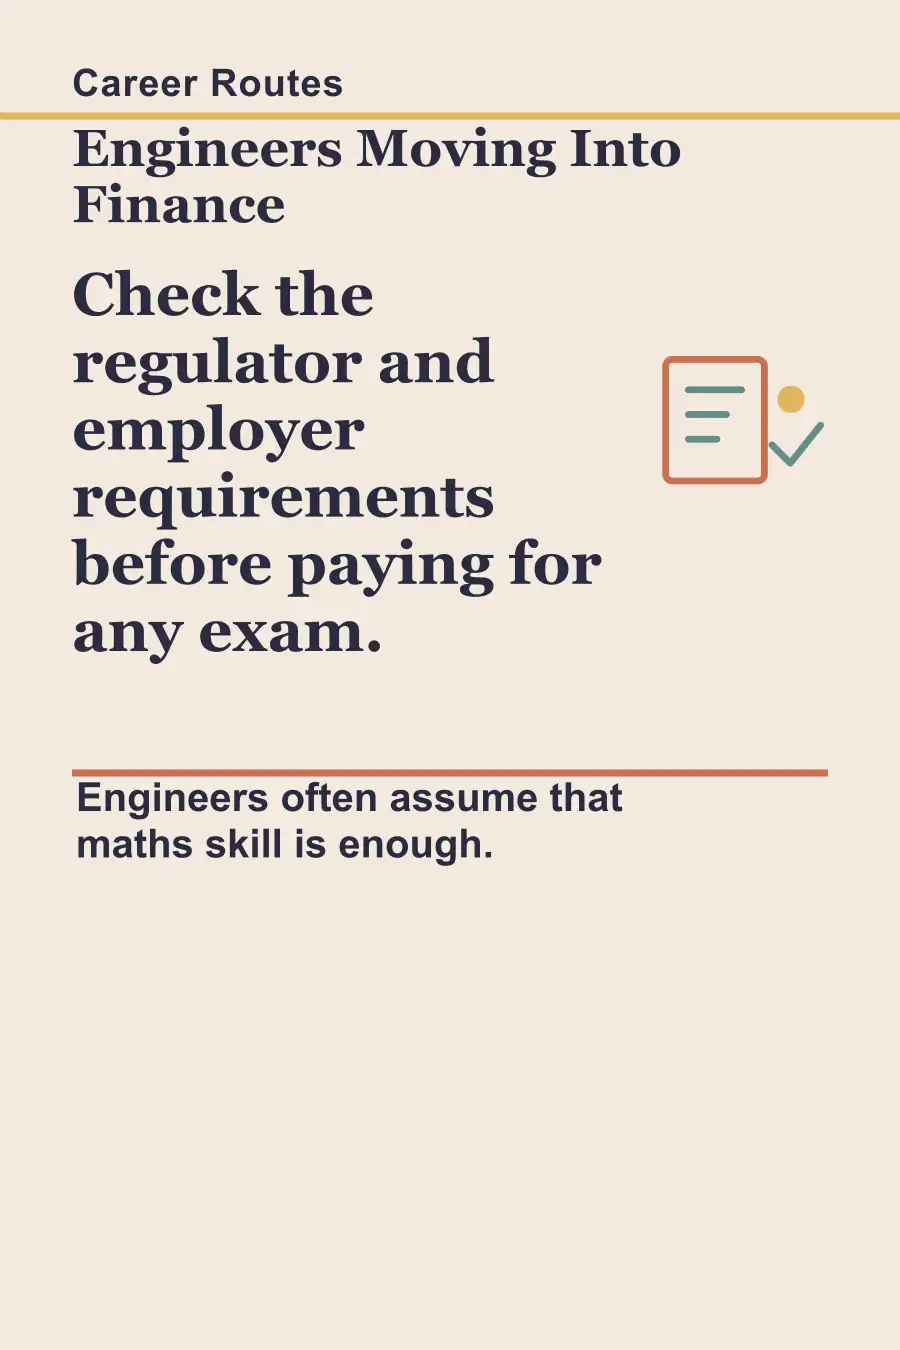 Career Routes
Engineers Moving Into
Finance
Check the
regulator and
employer
requirements
before paying for
any exam.
Engineers often assume that
maths skill is enough.